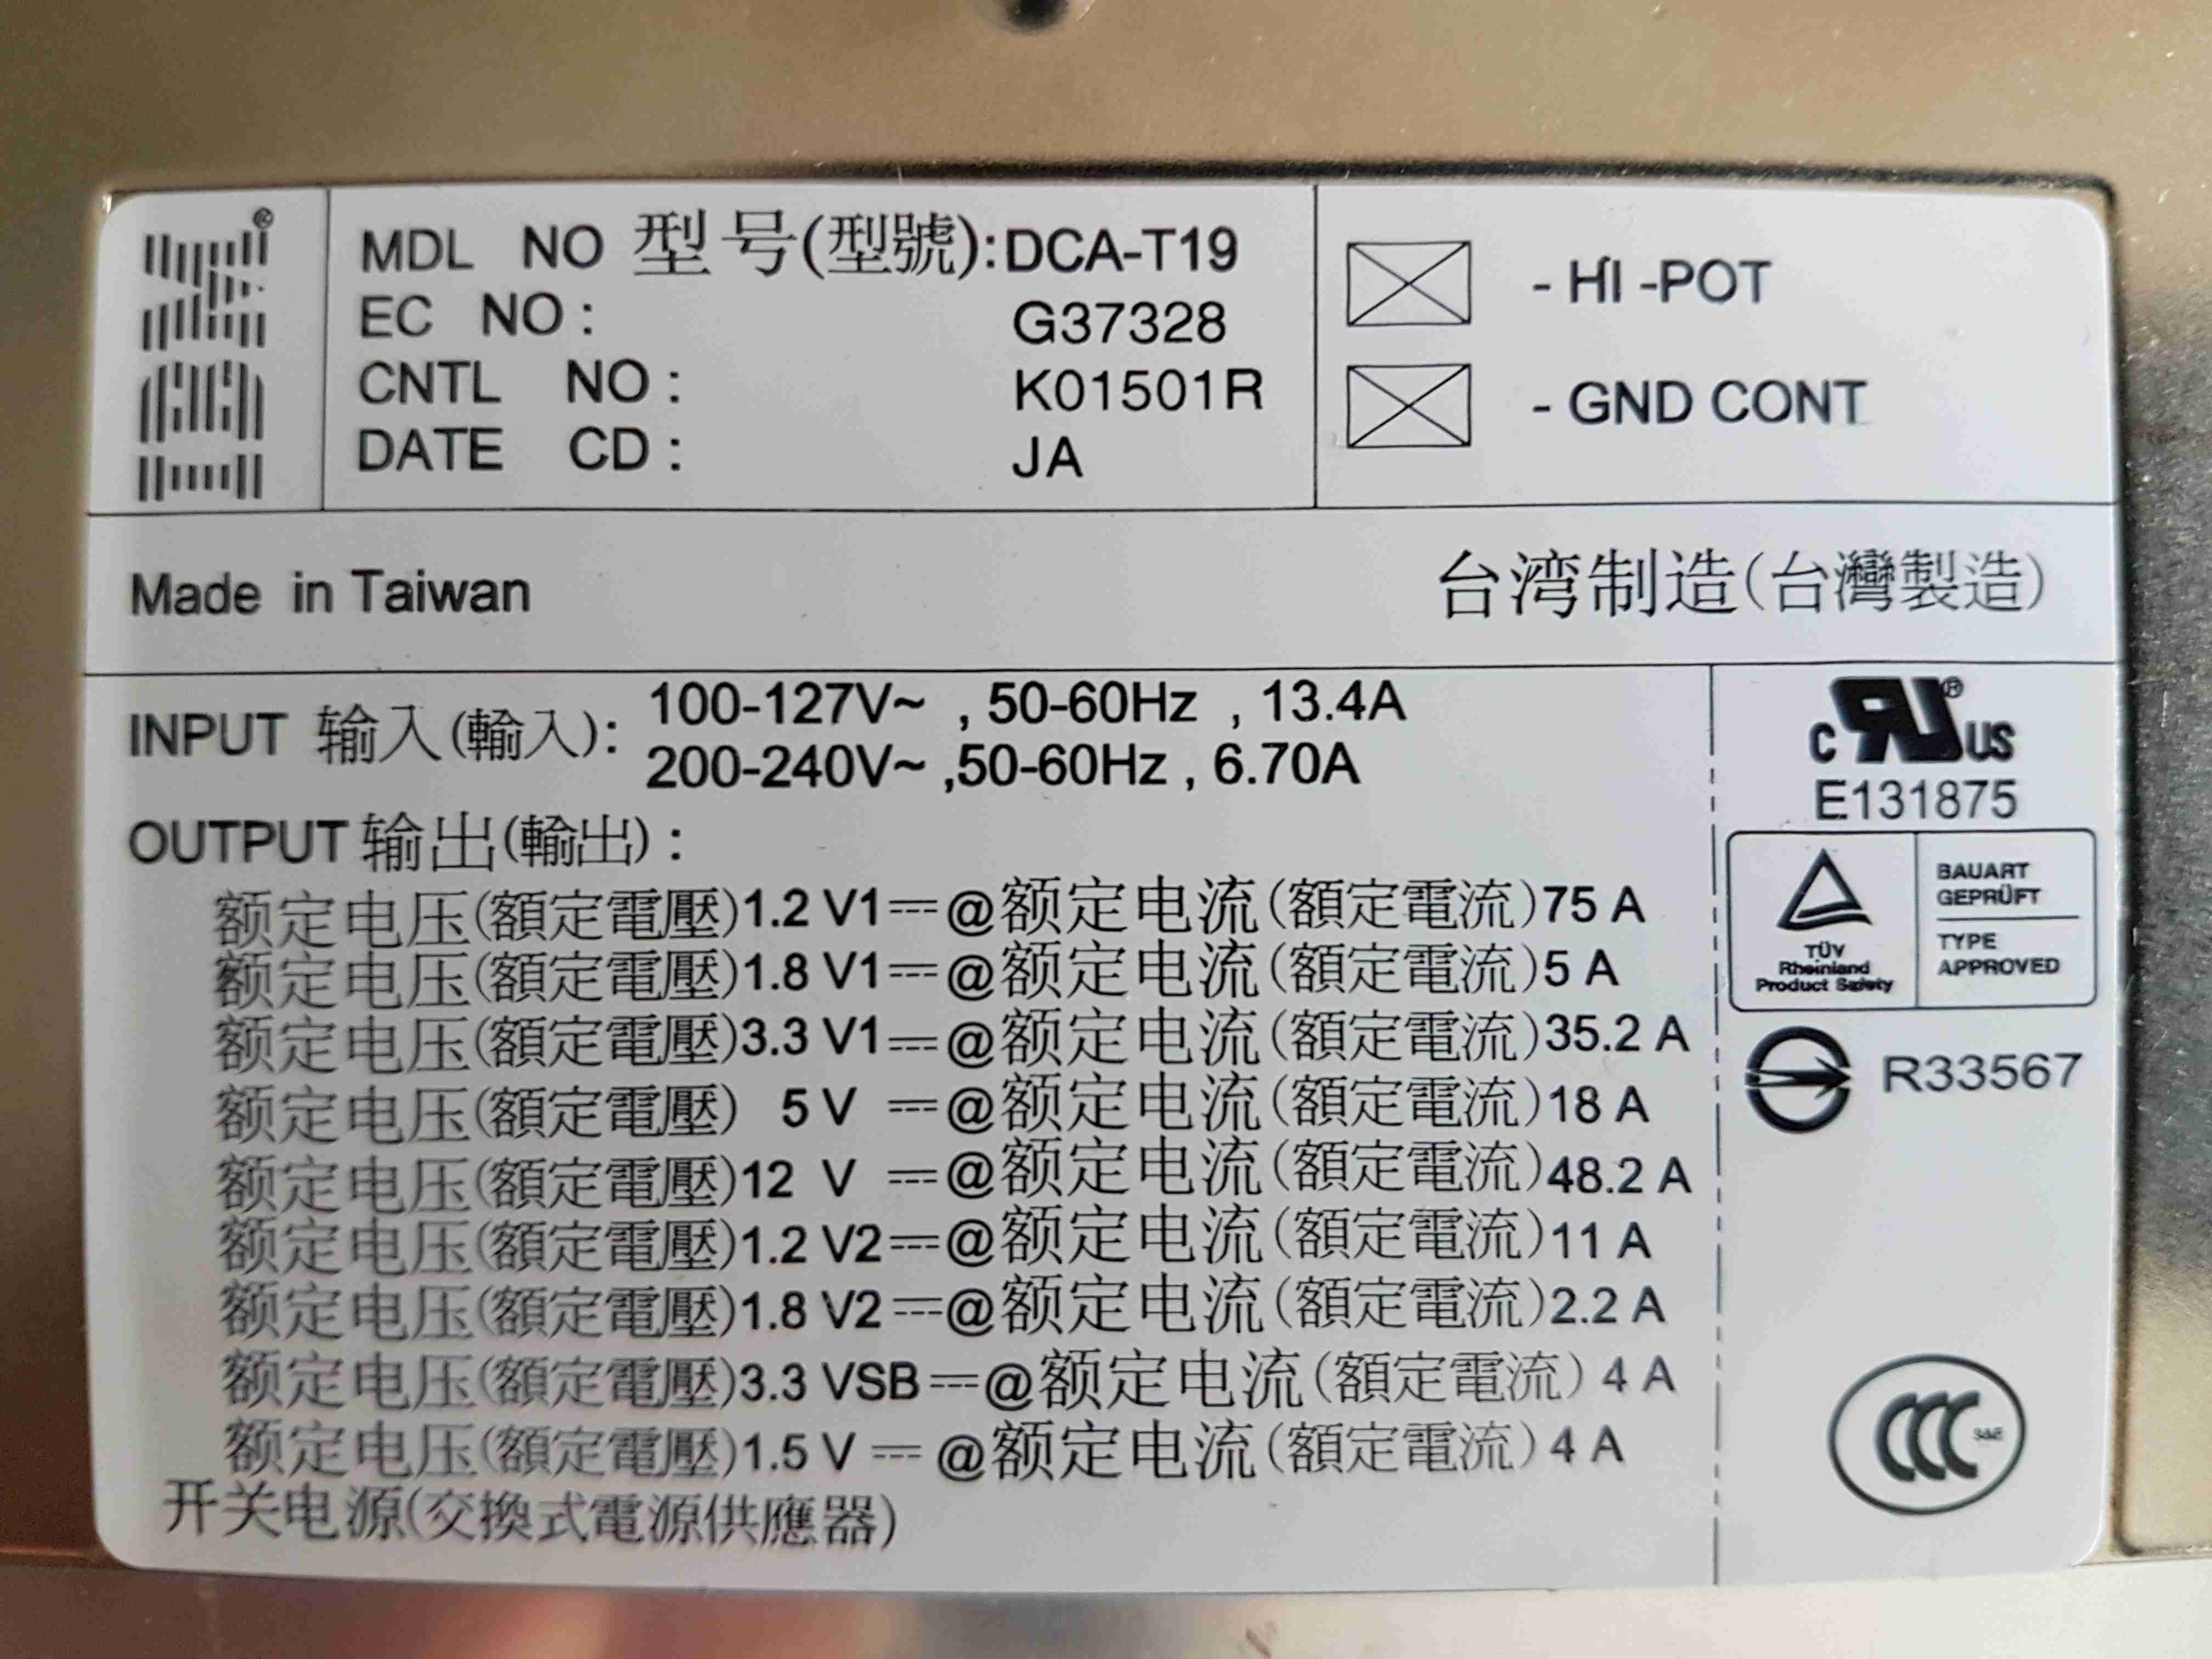 IBM®
MDL NO 型号(型號):DCA-T19
EC NO: G37328
CNTL NO: K01501R
DATE CD: JA
- HI -POT
- GND CONT
Made in Taiwan
台湾制造(台灣製造)
INPUT 输入(輸入): 100-127V~ , 50-60Hz , 13.4A
200-240V~ ,50-60Hz , 6.70A
OUTPUT 输出(輸出) :
额定电压(額定電壓)1.2 V1⎓@额定电流(額定電流)75 A
额定电压(額定電壓)1.8 V1⎓@额定电流(額定電流)5 A
额定电压(額定電壓)3.3 V1⎓@额定电流(額定電流)35.2 A
额定电压(額定電壓) 5 V ⎓@额定电流(額定電流)18 A
额定电压(額定電壓)12 V ⎓@额定电流(額定電流)48.2 A
额定电压(額定電壓)1.2 V2⎓@额定电流(額定電流)11 A
额定电压(額定電壓)1.8 V2⎓@额定电流(額定電流)2.2 A
额定电压(額定電壓)3.3 VSB⎓@额定电流(額定電流) 4 A
额定电压(額定電壓)1.5 V ⎓ @额定电流(額定電流) 4 A
开关电源(交換式電源供應器)
c RU® US
E131875
TÜV
Rheinland
Product Safety
BAUART
GEPRÜFT
TYPE
APPROVED
R33567
CCC S&E